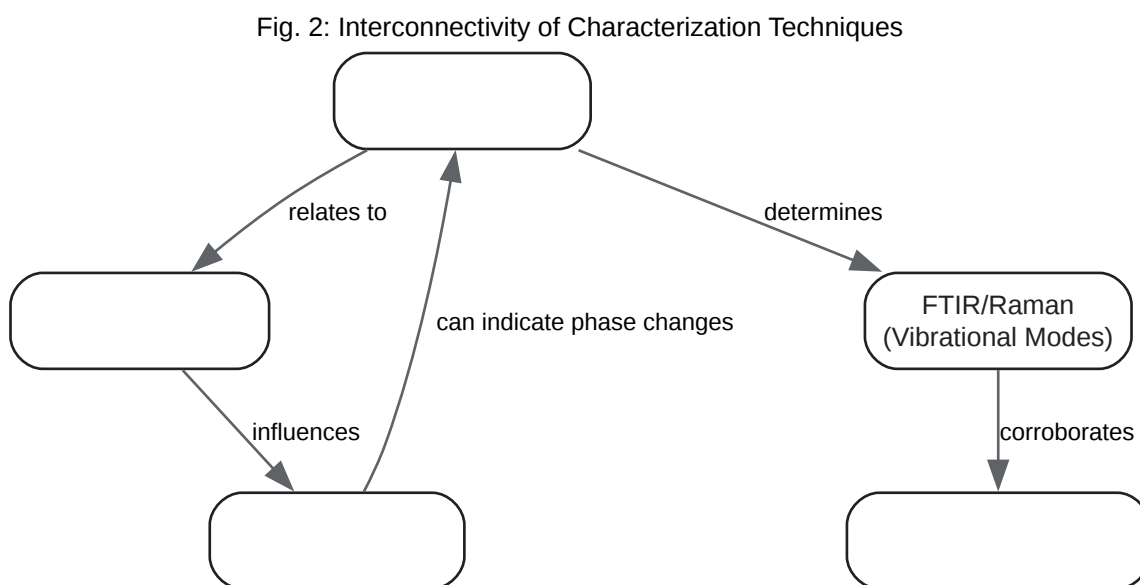 Fig. 2: Interconnectivity of Characterization Techniques
relates to
determines
can indicate phase changes
FTIR/Raman
(Vibrational Modes)
influences
corroborates